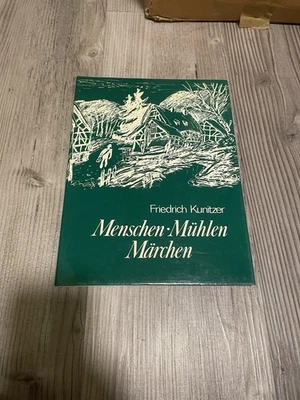 Friedrich Kunitzer
Menschen · Mühlen
Märchen